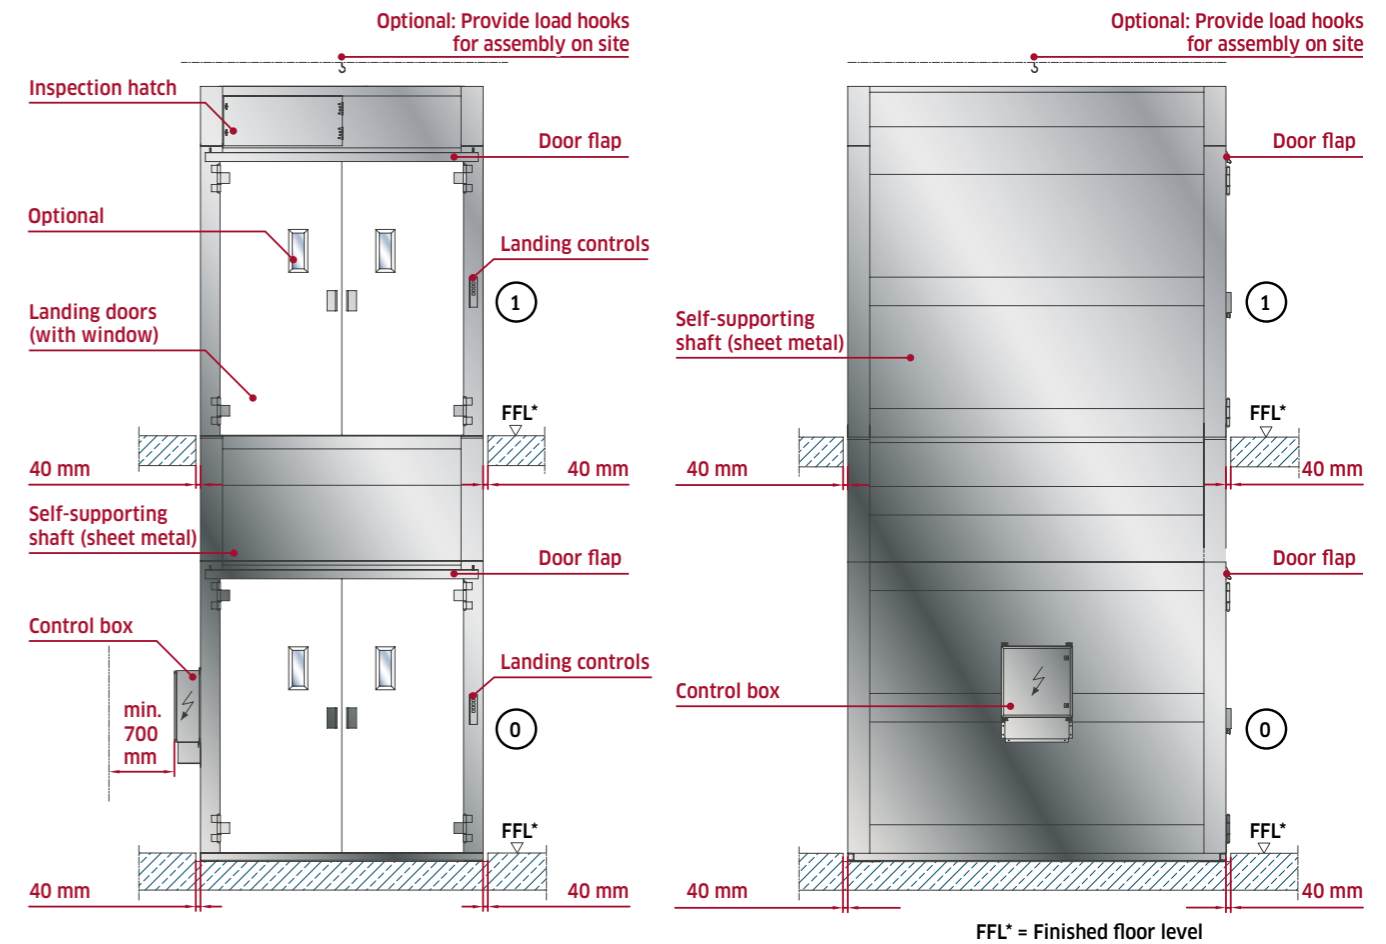 Optional: Provide load hooks
for assembly on site
Inspection hatch
Door flap
Optional
Landing controls
1
Landing doors
(with window)
FFL*
40 mm
40 mm
Self-supporting
shaft (sheet metal)
Door flap
Control box
Landing controls
min.
700
mm
0
FFL*
40 mm
40 mm
Optional: Provide load hooks
for assembly on site
Door flap
1
Self-supporting
shaft (sheet metal)
FFL*
40 mm
40 mm
Door flap
Control box
0
FFL*
40 mm
40 mm
FFL* = Finished floor level